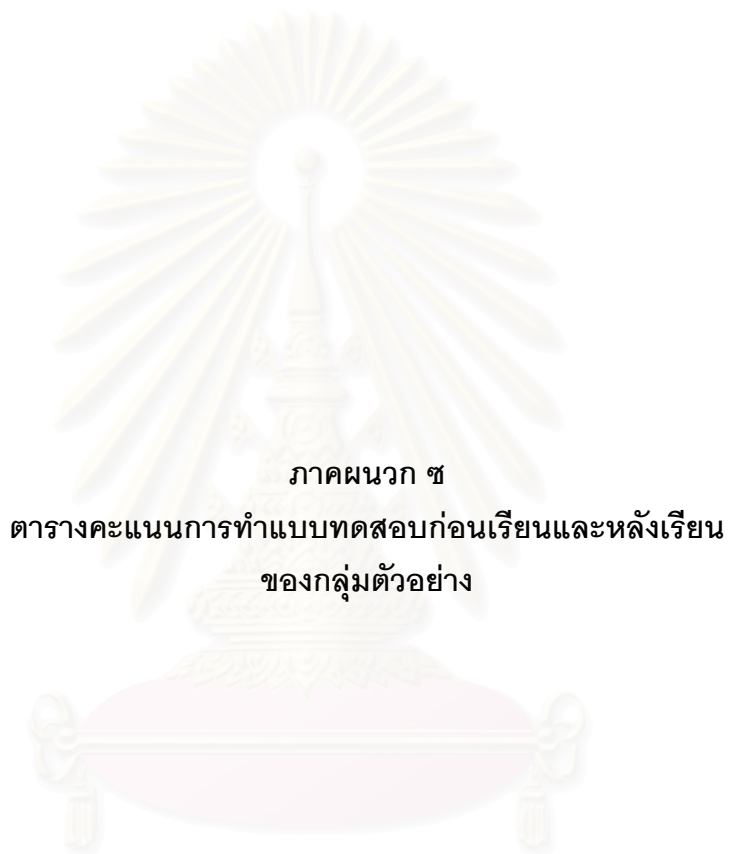 ภาคผนวก ซ
ตารางคะแนนการทำแบบทดสอบก่อนเรียนและหลังเรียน
ของกลุ่มตัวอย่าง